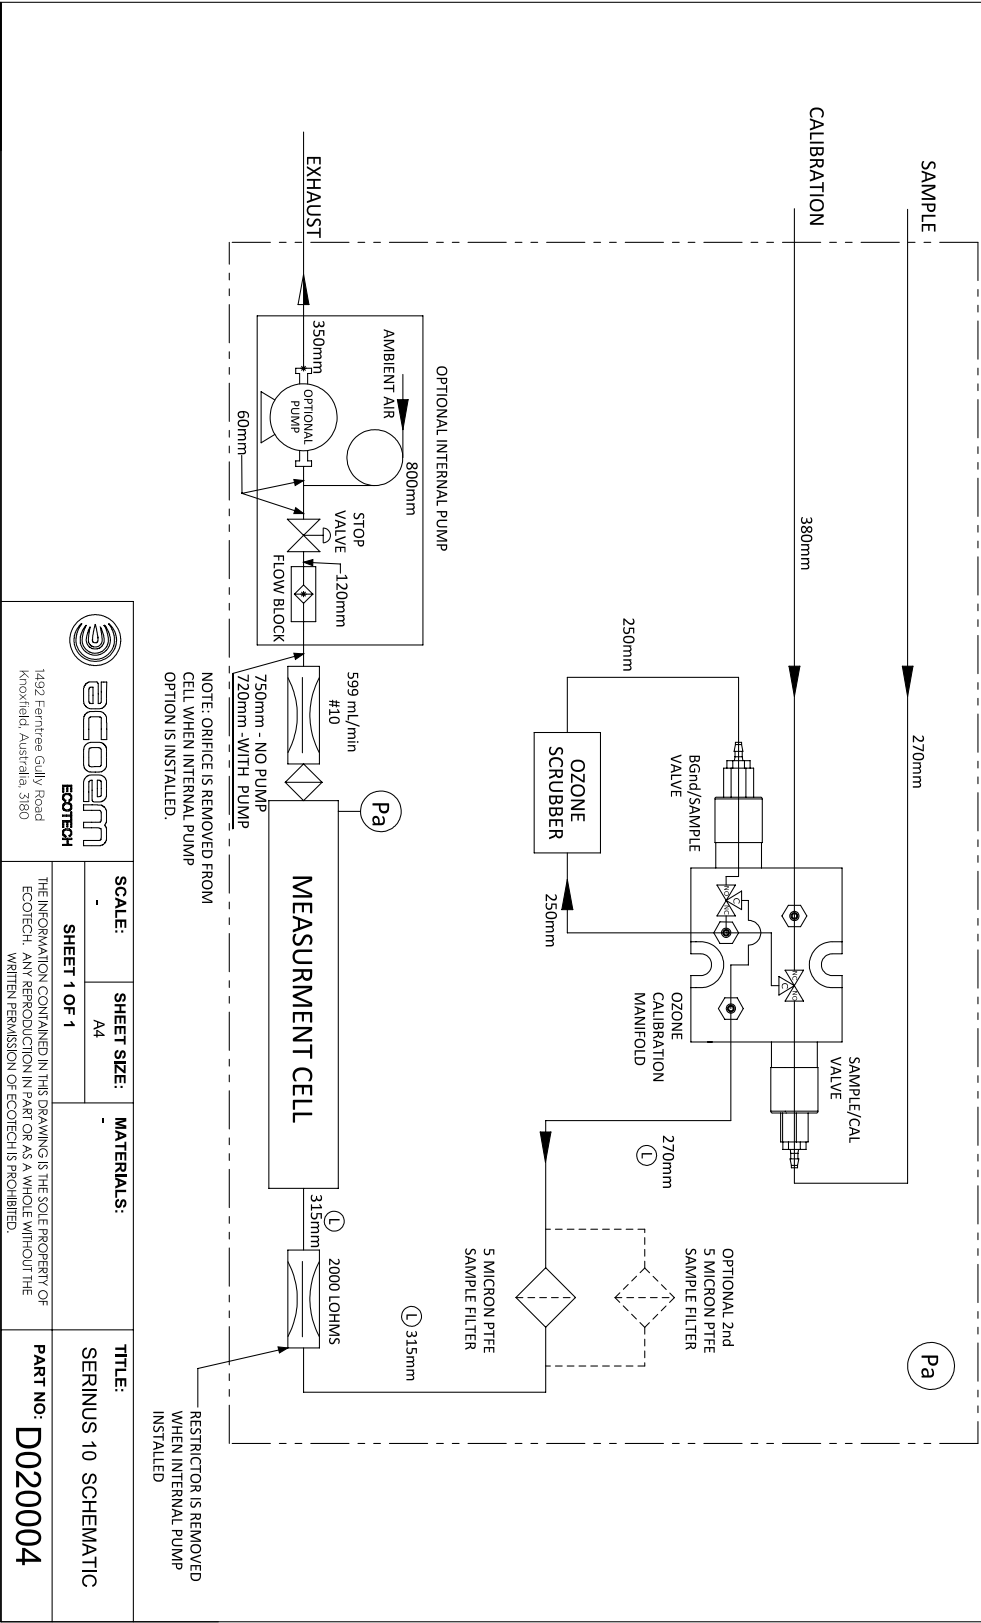 SAMPLE
CALIBRATION
270mm
380mm
SAMPLE/CAL
VALVE
BGnd/SAMPLE
VALVE
NC
NO
C
NO
NC
C
OZONE
CALIBRATION
MANIFOLD
250mm
OZONE
SCRUBBER
250mm
270mm
L
Pa
OPTIONAL 2nd
5 MICRON PTFE
SAMPLE FILTER
5 MICRON PTFE
SAMPLE FILTER
OPTIONAL INTERNAL PUMP
AMBIENT AIR
800mm
EXHAUST
350mm
OPTIONAL
PUMP
60mm
STOP
VALVE
120mm
FLOW BLOCK
599 mL/min
#10
Pa
MEASURMENT CELL
L
315mm
2000 LOHMS
L 315mm
750mm - NO PUMP
720mm -WITH PUMP
NOTE: ORIFICE IS REMOVED FROM
CELL WHEN INTERNAL PUMP
OPTION IS INSTALLED.
RESTRICTOR IS REMOVED
WHEN INTERNAL PUMP
INSTALLED
acoem
ECOTECH
1492 Ferntree Gully Road
Knoxfield, Australia, 3180
SCALE:
-
SHEET SIZE:
A4
SHEET 1 OF 1
MATERIALS:
-
THE INFORMATION CONTAINED IN THIS DRAWING IS THE SOLE PROPERTY OF
ECOTECH. ANY REPRODUCTION IN PART OR AS A WHOLE WITHOUT THE
WRITTEN PERMISSION OF ECOTECH IS PROHIBITED.
TITLE:
SERINUS 10 SCHEMATIC
PART NO: D020004